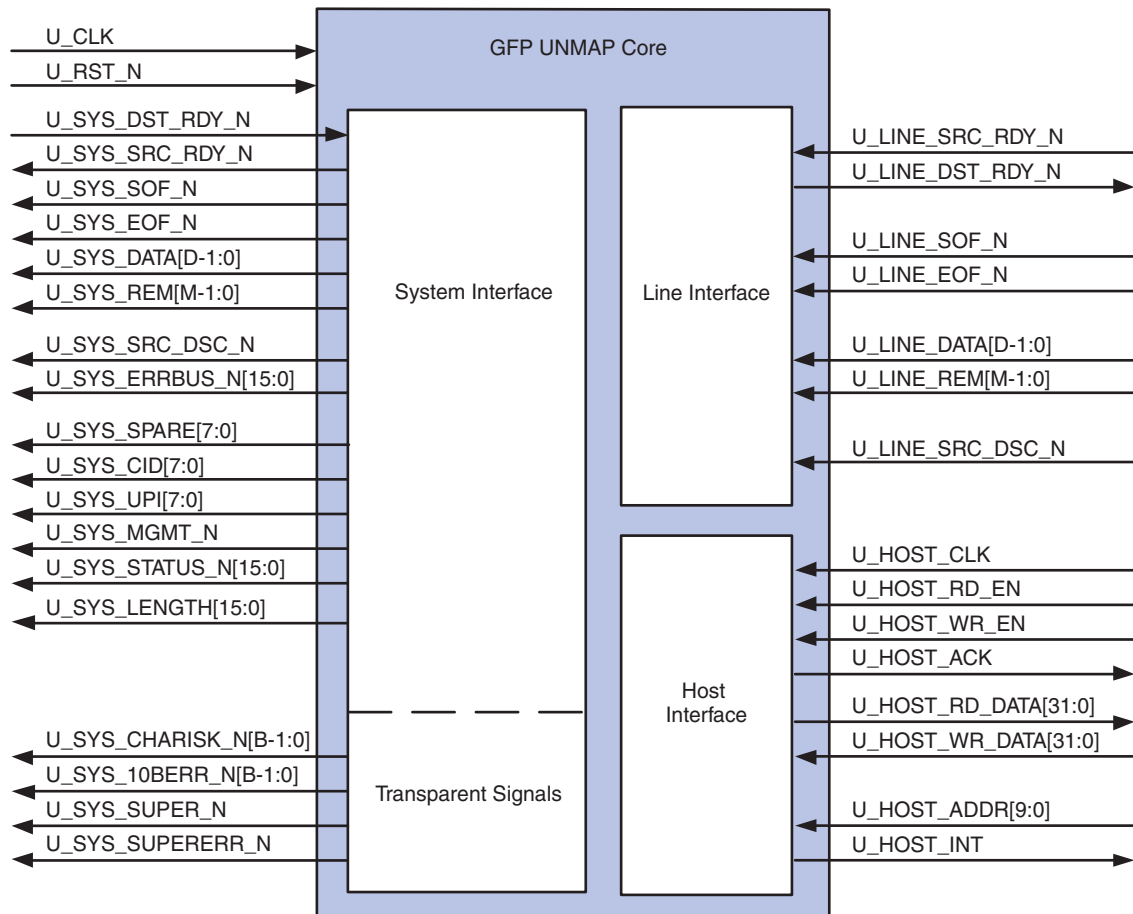 GFP UNMAP Core
U_CLK
U_RST_N
U_SYS_DST_RDY_N
U_SYS_SRC_RDY_N
U_SYS_SOF_N
U_SYS_EOF_N
U_SYS_DATA[D-1:0]
U_SYS_REM[M-1:0]
U_SYS_SRC_DSC_N
U_SYS_ERRBUS_N[15:0]
U_SYS_SPARE[7:0]
U_SYS_CID[7:0]
U_SYS_UPI[7:0]
U_SYS_MGMT_N
U_SYS_STATUS_N[15:0]
U_SYS_LENGTH[15:0]
U_SYS_CHARISK_N[B-1:0]
U_SYS_10BERR_N[B-1:0]
U_SYS_SUPER_N
U_SYS_SUPERERR_N
System Interface
Transparent Signals
Line Interface
Host
Interface
U_LINE_SRC_RDY_N
U_LINE_DST_RDY_N
U_LINE_SOF_N
U_LINE_EOF_N
U_LINE_DATA[D-1:0]
U_LINE_REM[M-1:0]
U_LINE_SRC_DSC_N
U_HOST_CLK
U_HOST_RD_EN
U_HOST_WR_EN
U_HOST_ACK
U_HOST_RD_DATA[31:0]
U_HOST_WR_DATA[31:0]
U_HOST_ADDR[9:0]
U_HOST_INT